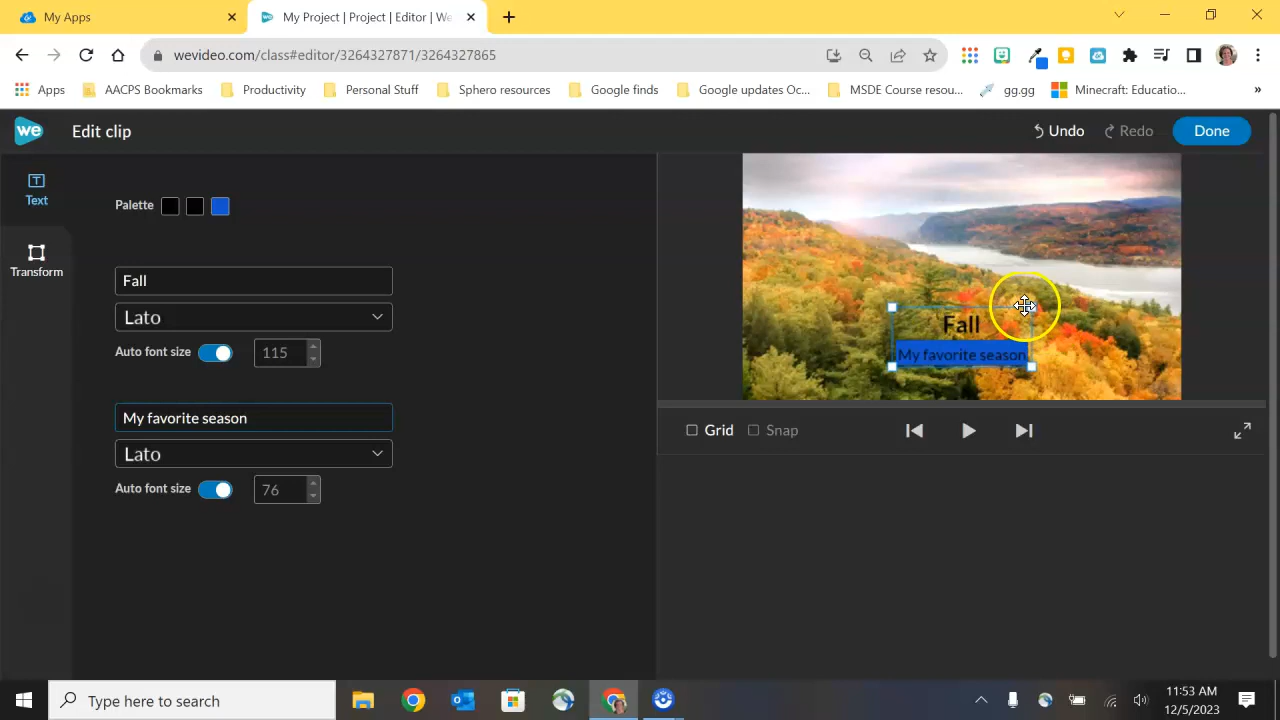 My Apps
My Project | Project | Editor | We
wevideo.com/class#editor/3264327871/3264327865
Apps
AACPS Bookmarks
Productivity
Personal Stuff
Sphero resources
Google finds
Google updates Oc...
MSDE Course resou...
gg.gg
Minecraft: Educatio...
»
we
Edit clip
Undo
Redo
Done
Text
Transform
Palette
Fall
Lato
Auto font size
115
My favorite season
Lato
Auto font size
76
Fall
My favorite season
Grid
Snap
Type here to search
11:53 AM
12/5/2023